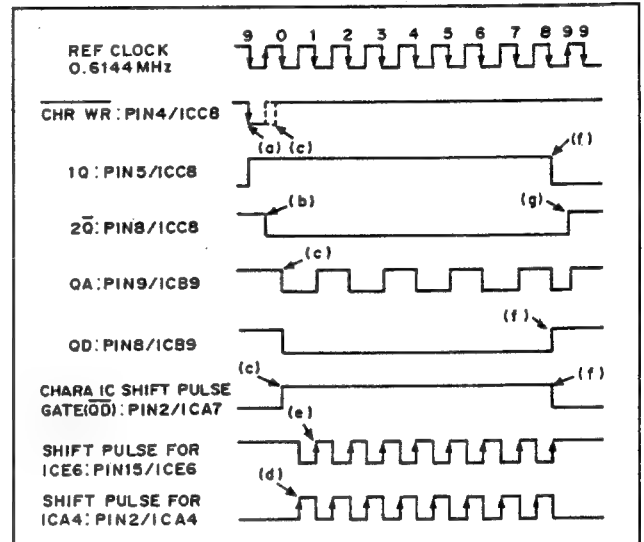 9 0 1 2 3 4 5 6 7 8 9 9
REF CLOCK
0.6144 MHz
CHR WR: PIN4/ICC8
(a) (c)
1Q: PIN5/ICC8
(f)
2Q̅: PIN8/ICC8
(b)
(g)
QA: PIN9/ICB9
(c)
QD: PIN8/ICB9
(f)
CHARA IC SHIFT PULSE
GATE(Q̅D̅): PIN2/ICA7
(c)
(f)
SHIFT PULSE FOR
ICE6: PIN15/ICE6
(e)
SHIFT PULSE FOR
ICA4: PIN2/ICA4
(d)